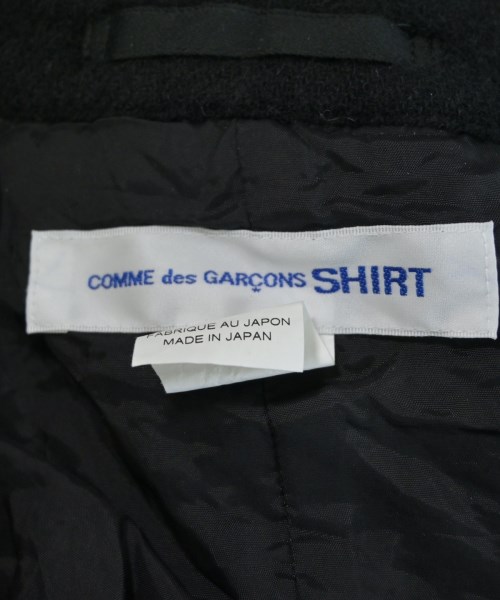 COMME des GARÇONS SHIRT
FABRIQUE AU JAPON
MADE IN JAPAN